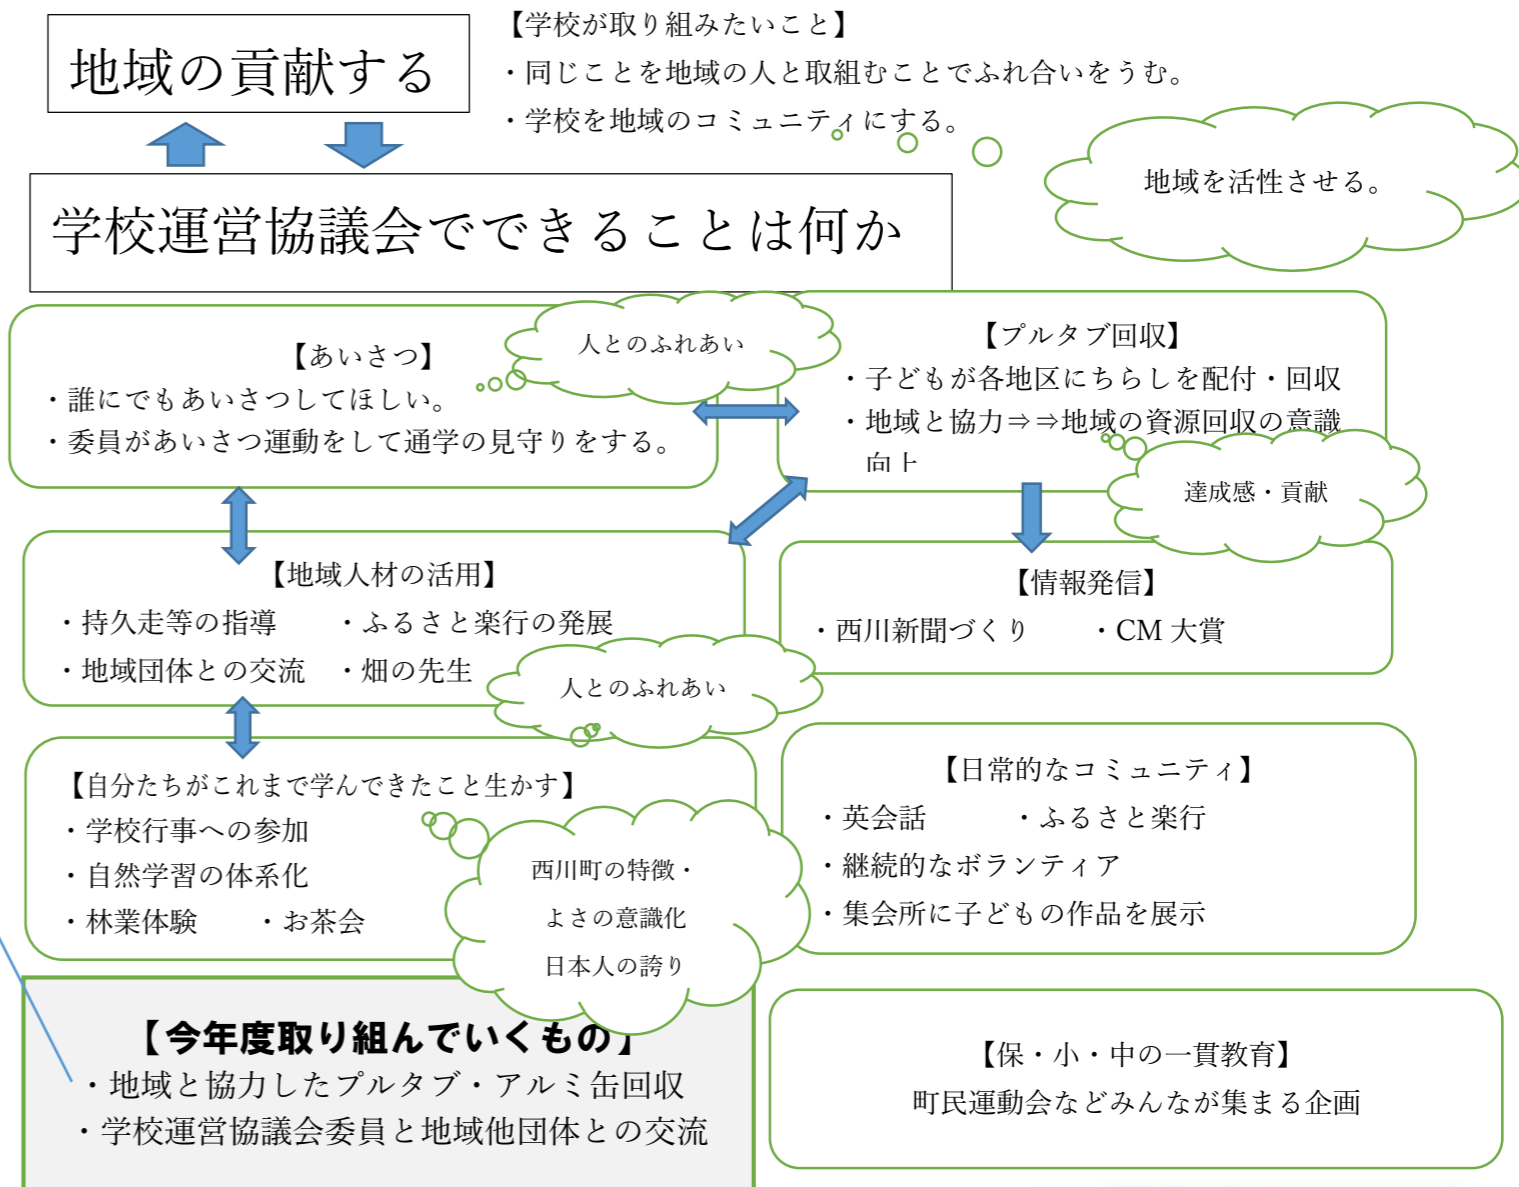 地域の貢献する
【学校が取り組みたいこと】
・同じことを地域の人と取組むことでふれ合いをうむ。
・学校を地域のコミュニティにする。
地域を活性させる。
学校運営協議会でできることは何か
【あいさつ】
・誰にでもあいさつしてほしい。
・委員があいさつ運動をして通学の見守りをする。
人とのふれあい
【プルタブ回収】
・子どもが各地区にちらしを配付・回収
・地域と協力⇒⇒地域の資源回収の意識
向上
達成感・貢献
【地域人材の活用】
・持久走等の指導　・ふるさと楽行の発展
・地域団体との交流　・畑の先生
人とのふれあい
【情報発信】
・西川新聞づくり　・CM 大賞
【自分たちがこれまで学んできたこと生かす】
・学校行事への参加
・自然学習の体系化
・林業体験　・お茶会
西川町の特徴・
よさの意識化
日本人の誇り
【日常的なコミュニティ】
・英会話　・ふるさと楽行
・継続的なボランティア
・集会所に子どもの作品を展示
【今年度取り組んでいくもの】
・地域と協力したプルタブ・アルミ缶回収
・学校運営協議会委員と地域他団体との交流
【保・小・中の一貫教育】
町民運動会などみんなが集まる企画